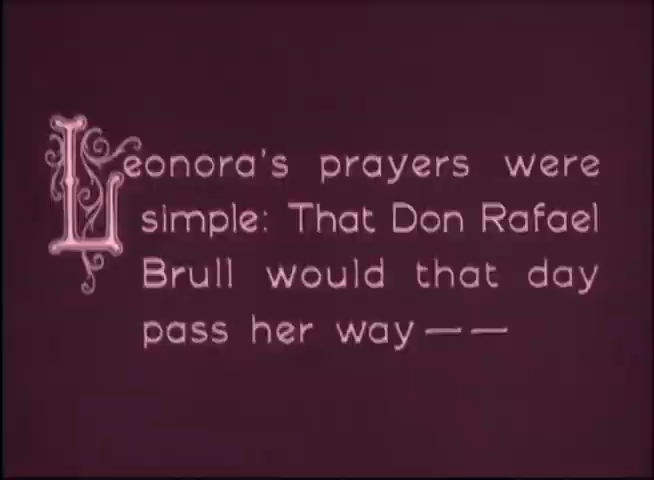 Leonora's prayers were
simple: That Don Rafael
Brull would that day
pass her way——